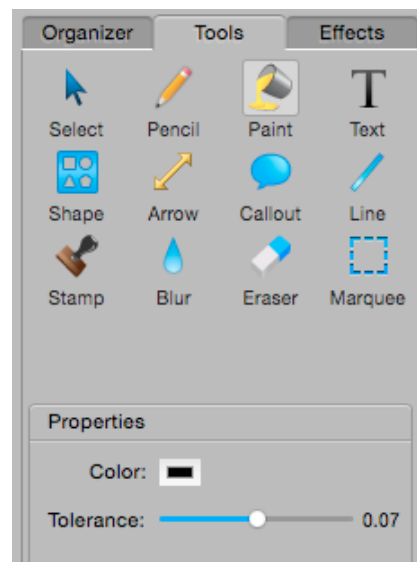 Organizer Tools Effects
Select Pencil Paint Text
Shape Arrow Callout Line
Stamp Blur Eraser Marquee
Properties
Color:
Tolerance: 0.07